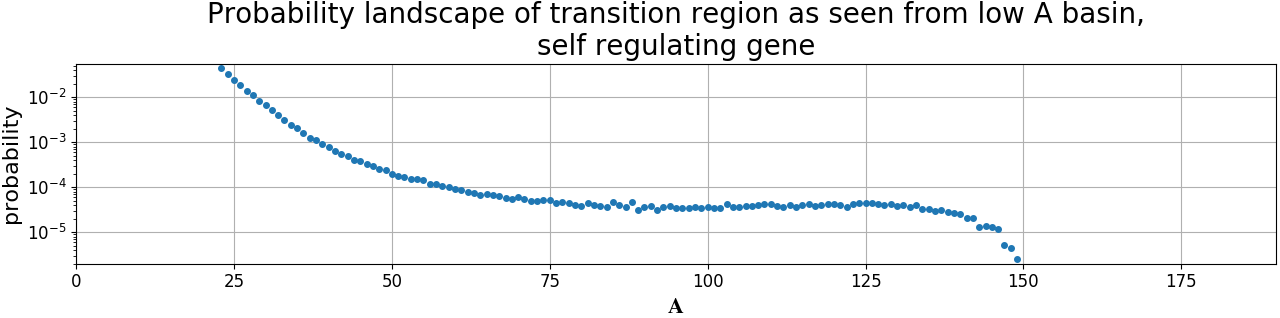 Probability landscape of transition region as seen from low A basin,
self regulating gene
probability
10⁻²
10⁻³
10⁻⁴
10⁻⁵
0 25 50 75 100 125 150 175
A